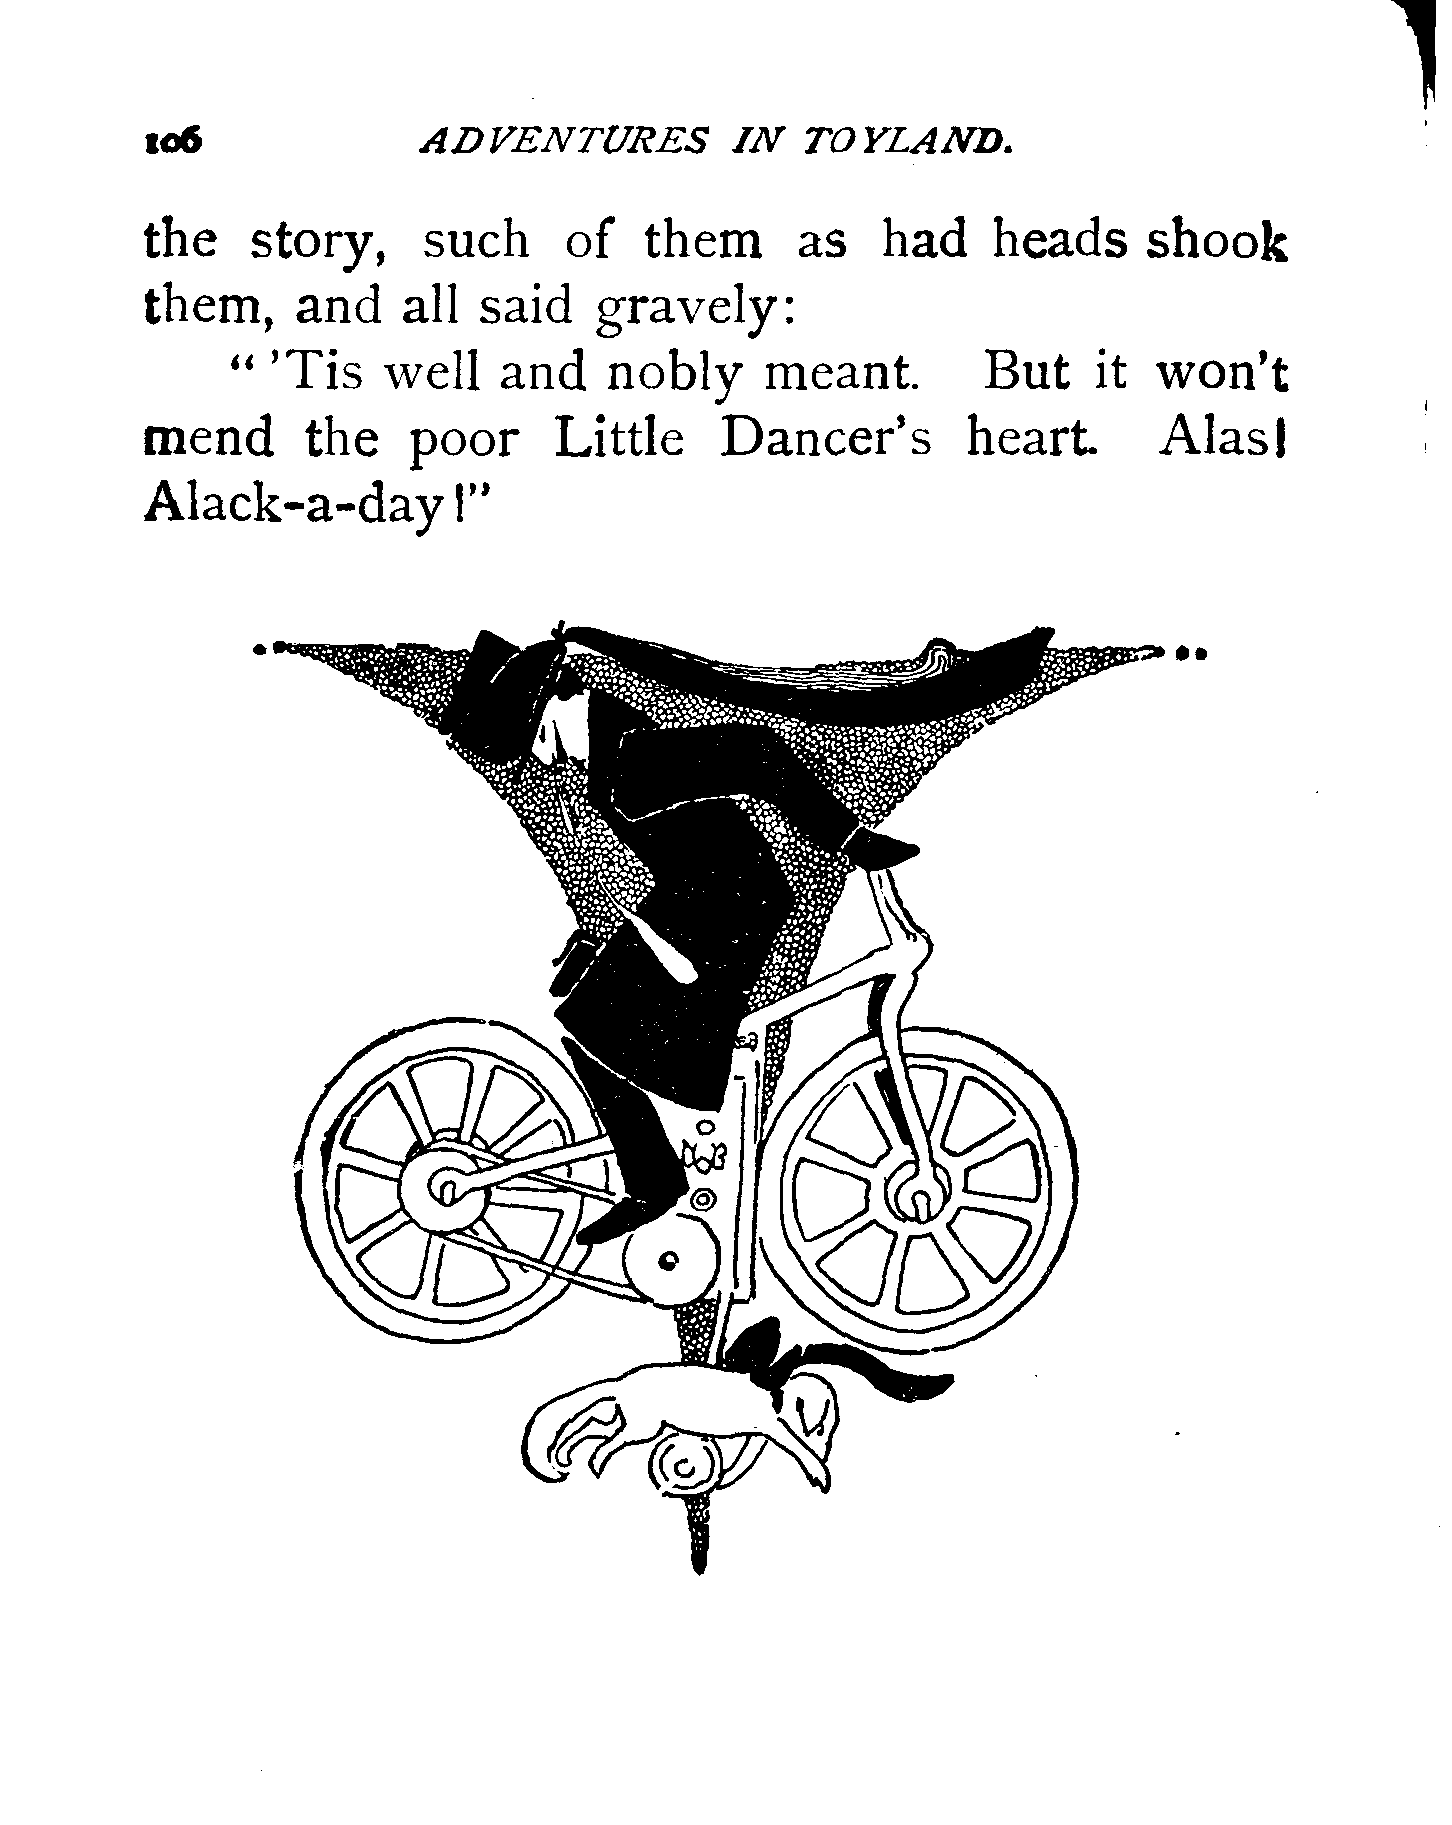 106 ADVENTURES IN TOYLAND.
the story, such of them as had heads shook
them, and all said gravely:
“ ’Tis well and nobly meant. But it won’t
mend the poor Little Dancer’s heart. Alas!
Alack-a-day!”